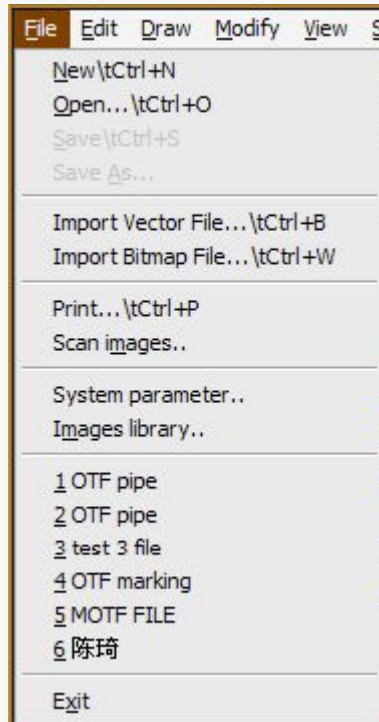 File Edit Draw Modify View
New\tCtrl+N
Open...\tCtrl+O
Save\tCtrl+S
Save As...
Import Vector File...\tCtrl+B
Import Bitmap File...\tCtrl+W
Print...\tCtrl+P
Scan images..
System parameter..
Images library..
1 OTF pipe
2 OTF pipe
3 test 3 file
4 OTF marking
5 MOTF FILE
6 陈琦
Exit